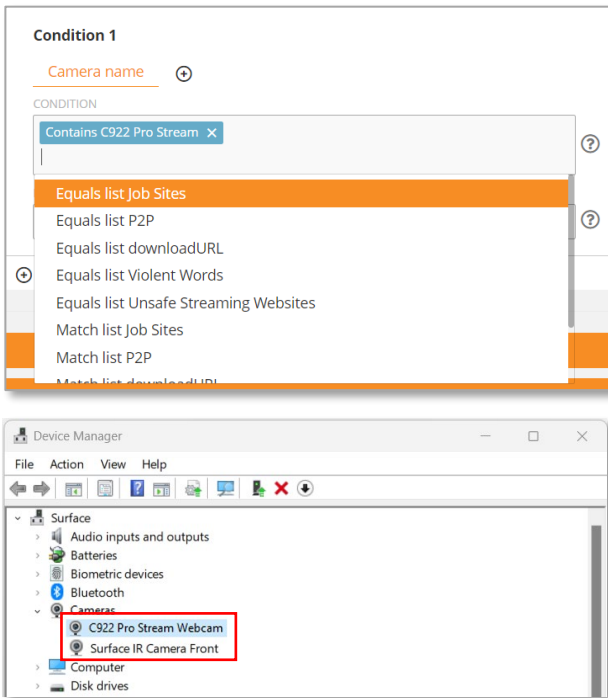 Condition 1
Camera name
CONDITION
Contains C922 Pro Stream ×
Equals list Job Sites
Equals list P2P
Equals list downloadURL
Equals list Violent Words
Equals list Unsafe Streaming Websites
Match list Job Sites
Match list P2P
Match list downloadURL
Device Manager
File Action View Help
Surface
Audio inputs and outputs
Batteries
Biometric devices
Bluetooth
Cameras
C922 Pro Stream Webcam
Surface IR Camera Front
Computer
Disk drives